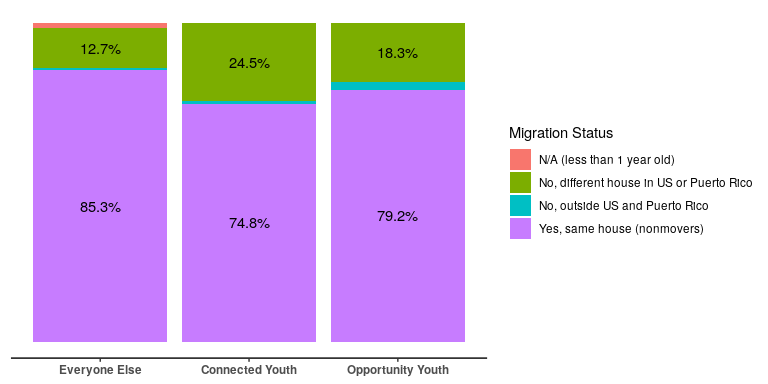 12.7%
24.5%
18.3%
85.3%
74.8%
79.2%
Everyone Else
Connected Youth
Opportunity Youth
Migration Status
N/A (less than 1 year old)
No, different house in US or Puerto Rico
No, outside US and Puerto Rico
Yes, same house (nonmovers)